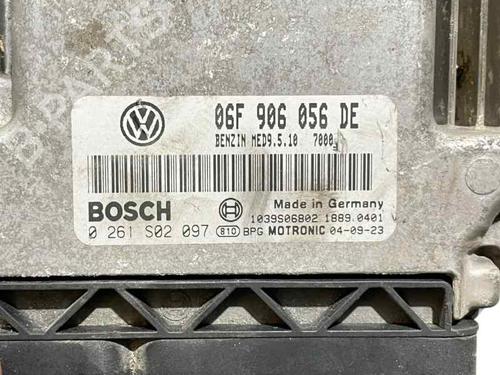 06F 906 056 DE
BENZIN MED9.5.10 7000
BOSCH
Made in Germany
1039S06802 1889.0401
0 261 S02 097 810 BPG MOTRONIC 04-09-23